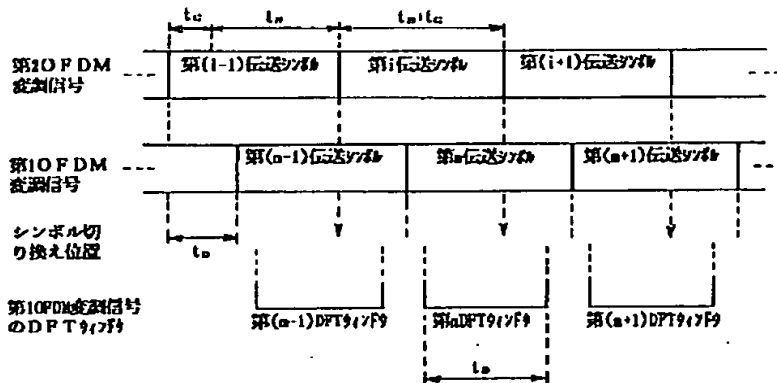 tG
tN
tN+tG
第2OFDM
変調信号
第(i-1)伝送シンボル
第i伝送シンボル
第(i+1)伝送シンボル
第1OFDM
変調信号
第(n-1)伝送シンボル
第n伝送シンボル
第(n+1)伝送シンボル
シンボル切
り換え位置
tD
第1OFDM変調信号
のDFTウィンドウ
第(n-1)DFTウィンドウ
第nDFTウィンドウ
第(n+1)DFTウィンドウ